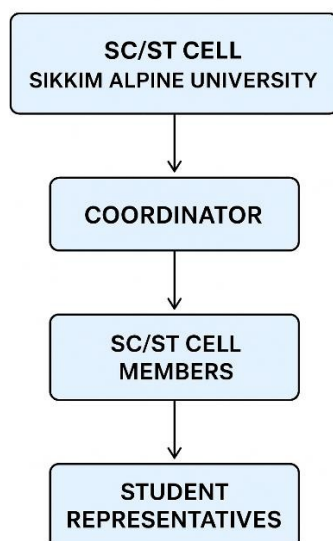 SC/ST CELL
SIKKIM ALPINE UNIVERSITY
COORDINATOR
SC/ST CELL
MEMBERS
STUDENT
REPRESENTATIVES